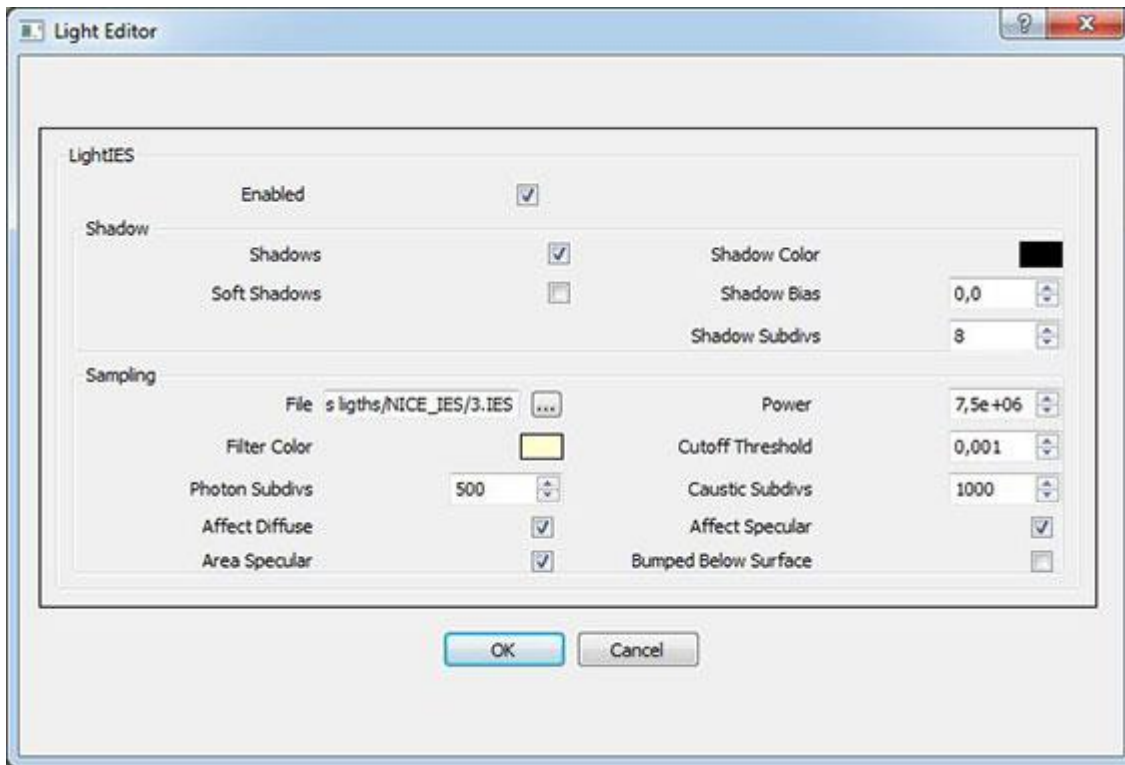 Light Editor
LightIES
Enabled
Shadow
Shadows Shadow Color
Soft Shadows Shadow Bias 0,0
Shadow Subdivs 8
Sampling
File s ligths/NICE_IES/3.IES ... Power 7,5e+06
Filter Color Cutoff Threshold 0,001
Photon Subdivs 500 Caustic Subdivs 1000
Affect Diffuse Affect Specular
Area Specular Bumped Below Surface
OK Cancel